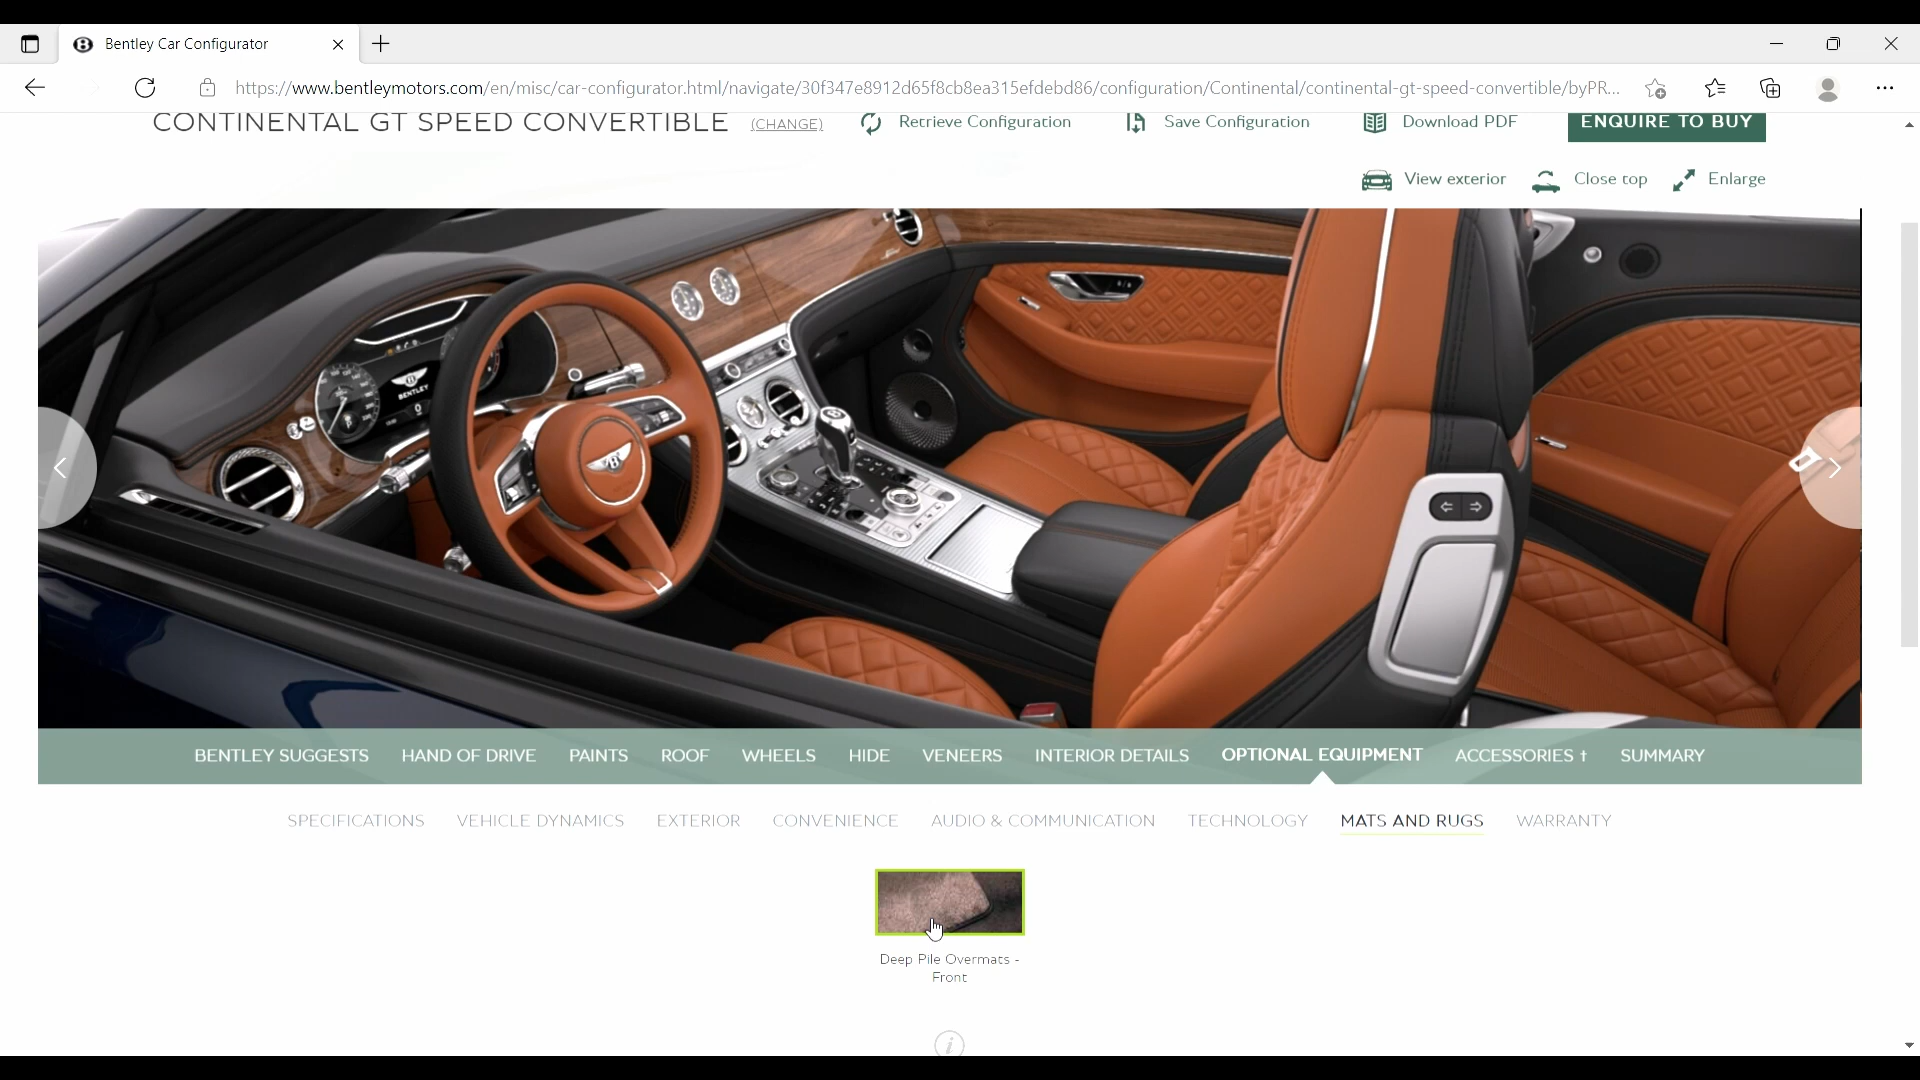 Bentley Car Configurator
https://www.bentleymotors.com/en/misc/car-configurator.html/navigate/30f347e8912d65f8cb8ea315efdebd86/configuration/Continental/continental-gt-speed-convertible/byPR...
CONTINENTAL GT SPEED CONVERTIBLE (CHANGE) Retrieve Configuration Save Configuration Download PDF ENQUIRE TO BUY
View exterior Close top Enlarge
BENTLEY
BENTLEY SUGGESTS HAND OF DRIVE PAINTS ROOF WHEELS HIDE VENEERS INTERIOR DETAILS OPTIONAL EQUIPMENT ACCESSORIES † SUMMARY
SPECIFICATIONS VEHICLE DYNAMICS EXTERIOR CONVENIENCE AUDIO & COMMUNICATION TECHNOLOGY MATS AND RUGS WARRANTY
Deep Pile Overmats -
Front
i